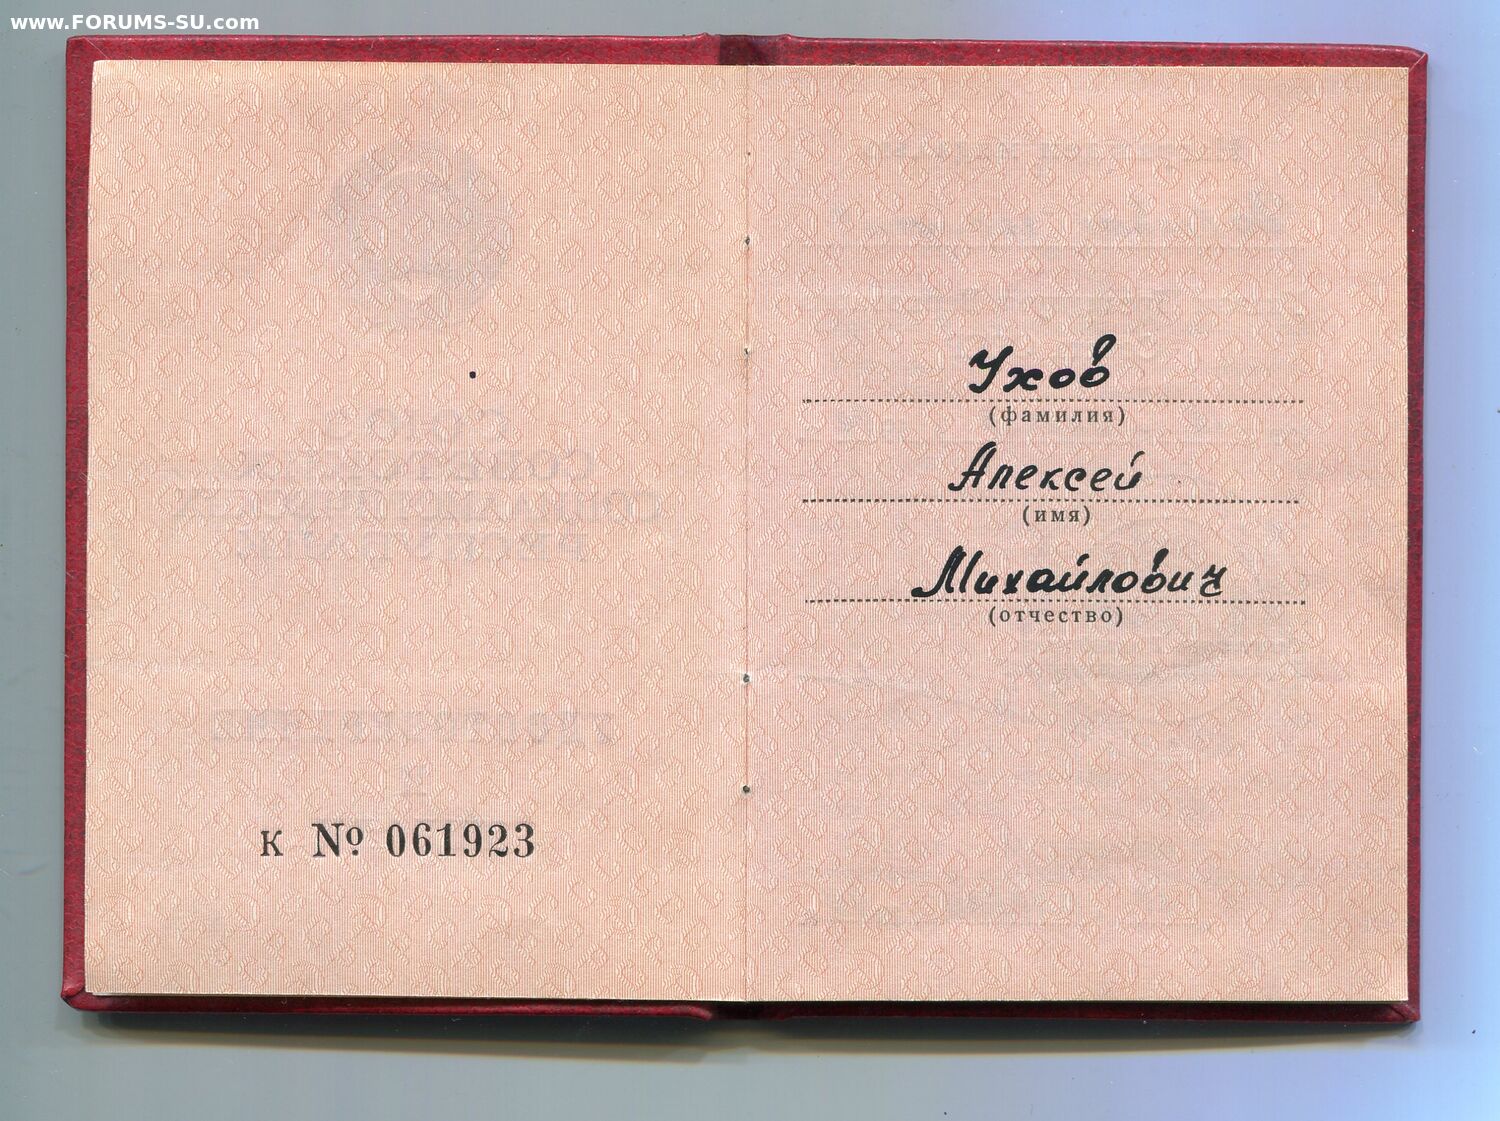 www.FORUMS-SU.com
Ухов
(фамилия)
Алексей
(имя)
Михайлович
(отчество)
К № 061923